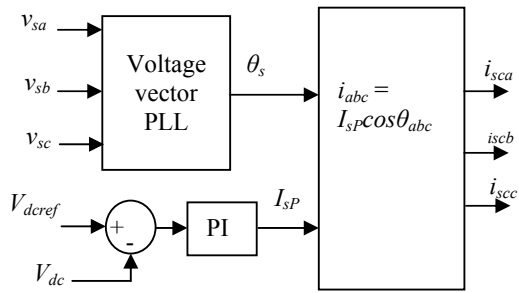 v_sa
v_sb
v_sc
Voltage
vector
PLL
θ_s
i_abc =
I_sP cosθ_abc
i_sca
iscb
i_scc
V_dcref
+
-
V_dc
PI
I_sP